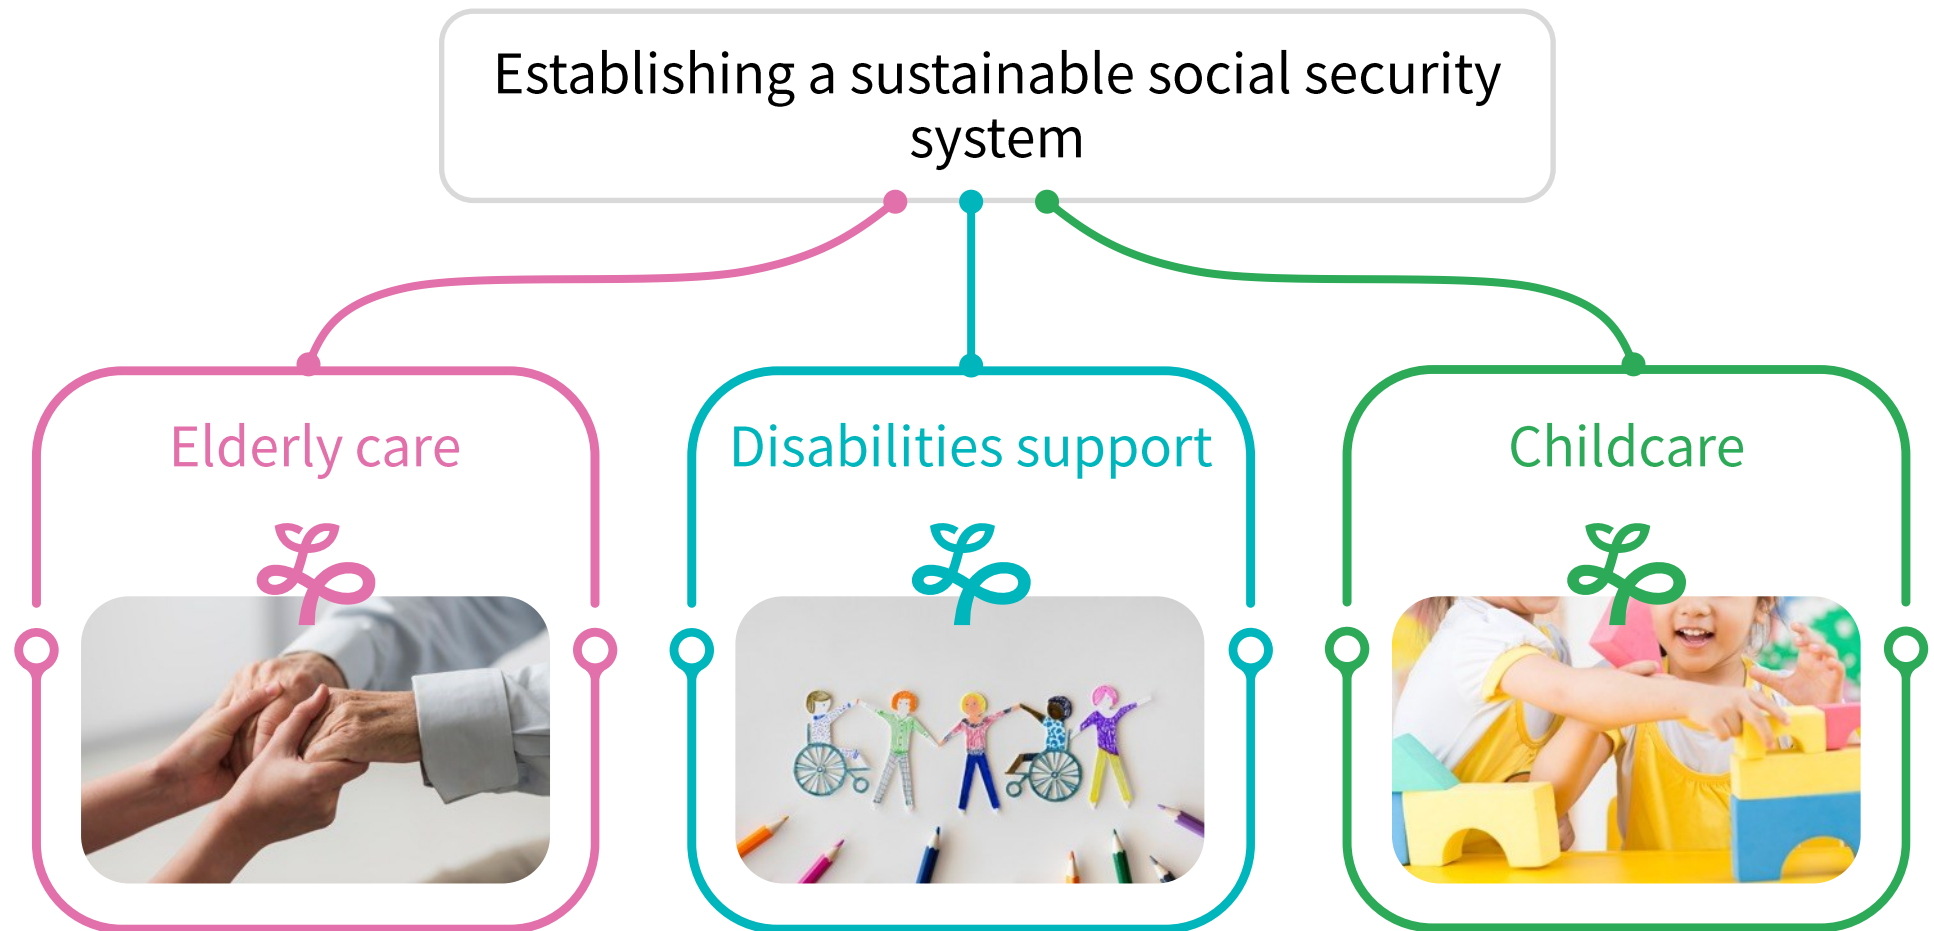 Establishing a sustainable social security
system
Elderly care
Disabilities support
Childcare